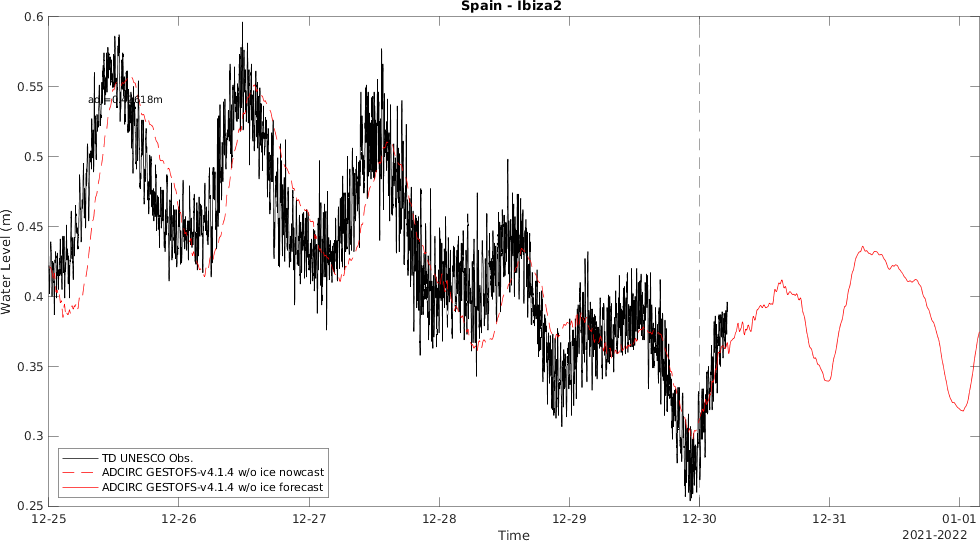 Spain - Ibiza2
0.6
0.55
0.5
0.45
0.4
0.35
0.3
0.25
Water Level (m)
TD UNESCO Obs.
ADCIRC GESTOFS-v4.1.4 w/o ice nowcast
ADCIRC GESTOFS-v4.1.4 w/o ice forecast
12-25
12-26
12-27
12-28
12-29
12-30
12-31
01-01
Time
2021-2022